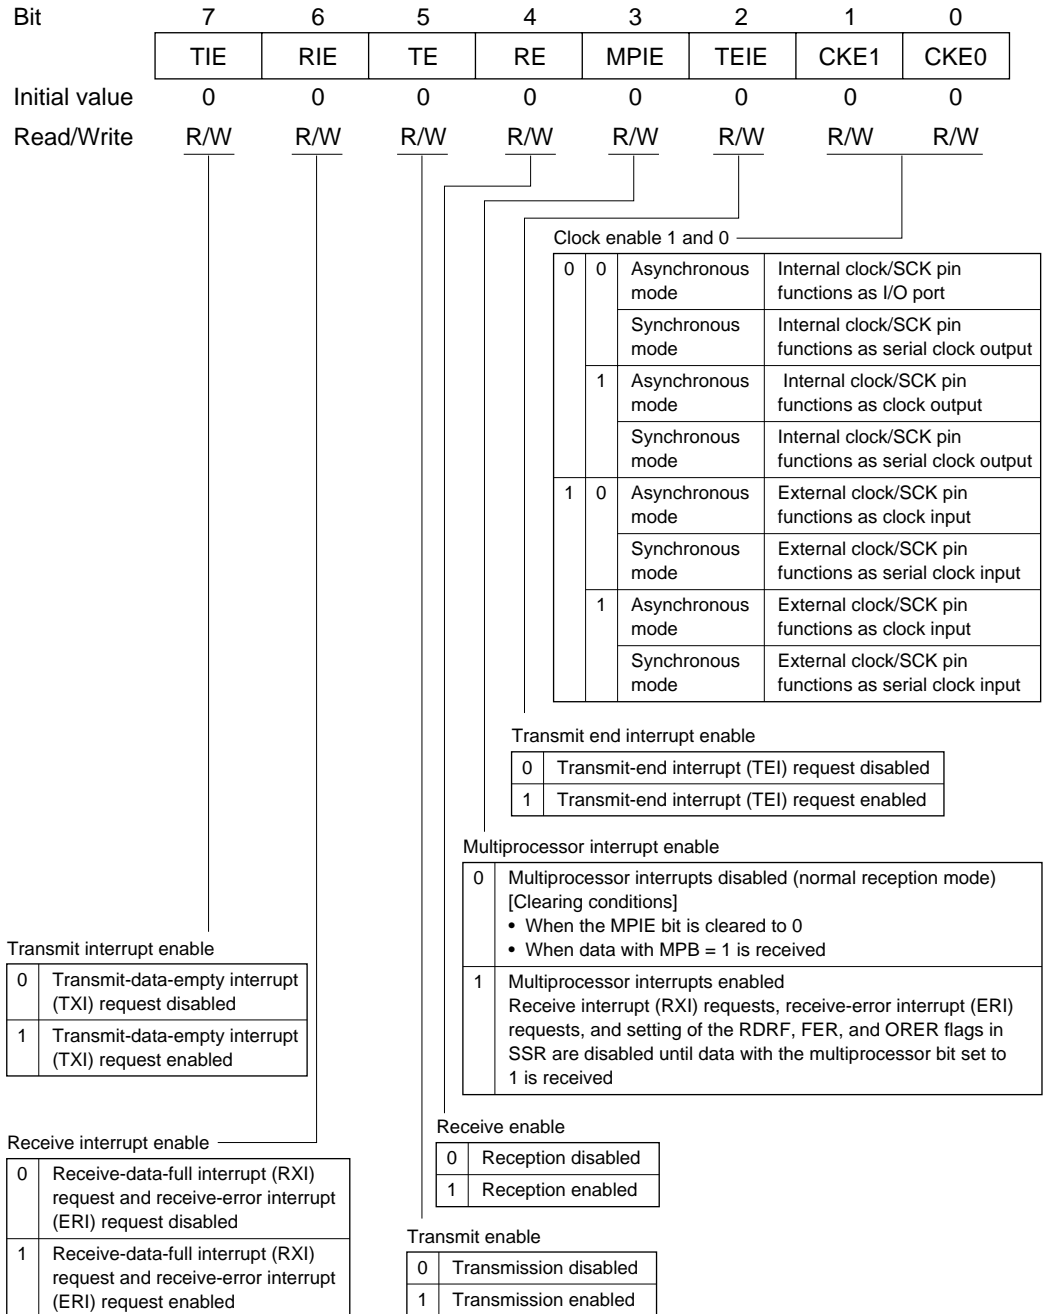 Bit 7 6 5 4 3 2 1 0
TIE RIE TE RE MPIE TEIE CKE1 CKE0
Initial value 0 0 0 0 0 0 0 0
Read/Write R/W R/W R/W R/W R/W R/W R/W R/W
Clock enable 1 and 0
0 0 Asynchronous mode Internal clock/SCK pin functions as I/O port
Synchronous mode Internal clock/SCK pin functions as serial clock output
1 Asynchronous mode Internal clock/SCK pin functions as clock output
Synchronous mode Internal clock/SCK pin functions as serial clock output
1 0 Asynchronous mode External clock/SCK pin functions as clock input
Synchronous mode External clock/SCK pin functions as serial clock input
1 Asynchronous mode External clock/SCK pin functions as clock input
Synchronous mode External clock/SCK pin functions as serial clock input
Transmit end interrupt enable
0 Transmit-end interrupt (TEI) request disabled
1 Transmit-end interrupt (TEI) request enabled
Multiprocessor interrupt enable
0 Multiprocessor interrupts disabled (normal reception mode)
[Clearing conditions]
• When the MPIE bit is cleared to 0
• When data with MPB = 1 is received
1 Multiprocessor interrupts enabled
Receive interrupt (RXI) requests, receive-error interrupt (ERI)
requests, and setting of the RDRF, FER, and ORER flags in
SSR are disabled until data with the multiprocessor bit set to
1 is received
Transmit interrupt enable
0 Transmit-data-empty interrupt
(TXI) request disabled
1 Transmit-data-empty interrupt
(TXI) request enabled
Receive enable
0 Reception disabled
1 Reception enabled
Receive interrupt enable
0 Receive-data-full interrupt (RXI)
request and receive-error interrupt
(ERI) request disabled
1 Receive-data-full interrupt (RXI)
request and receive-error interrupt
(ERI) request enabled
Transmit enable
0 Transmission disabled
1 Transmission enabled